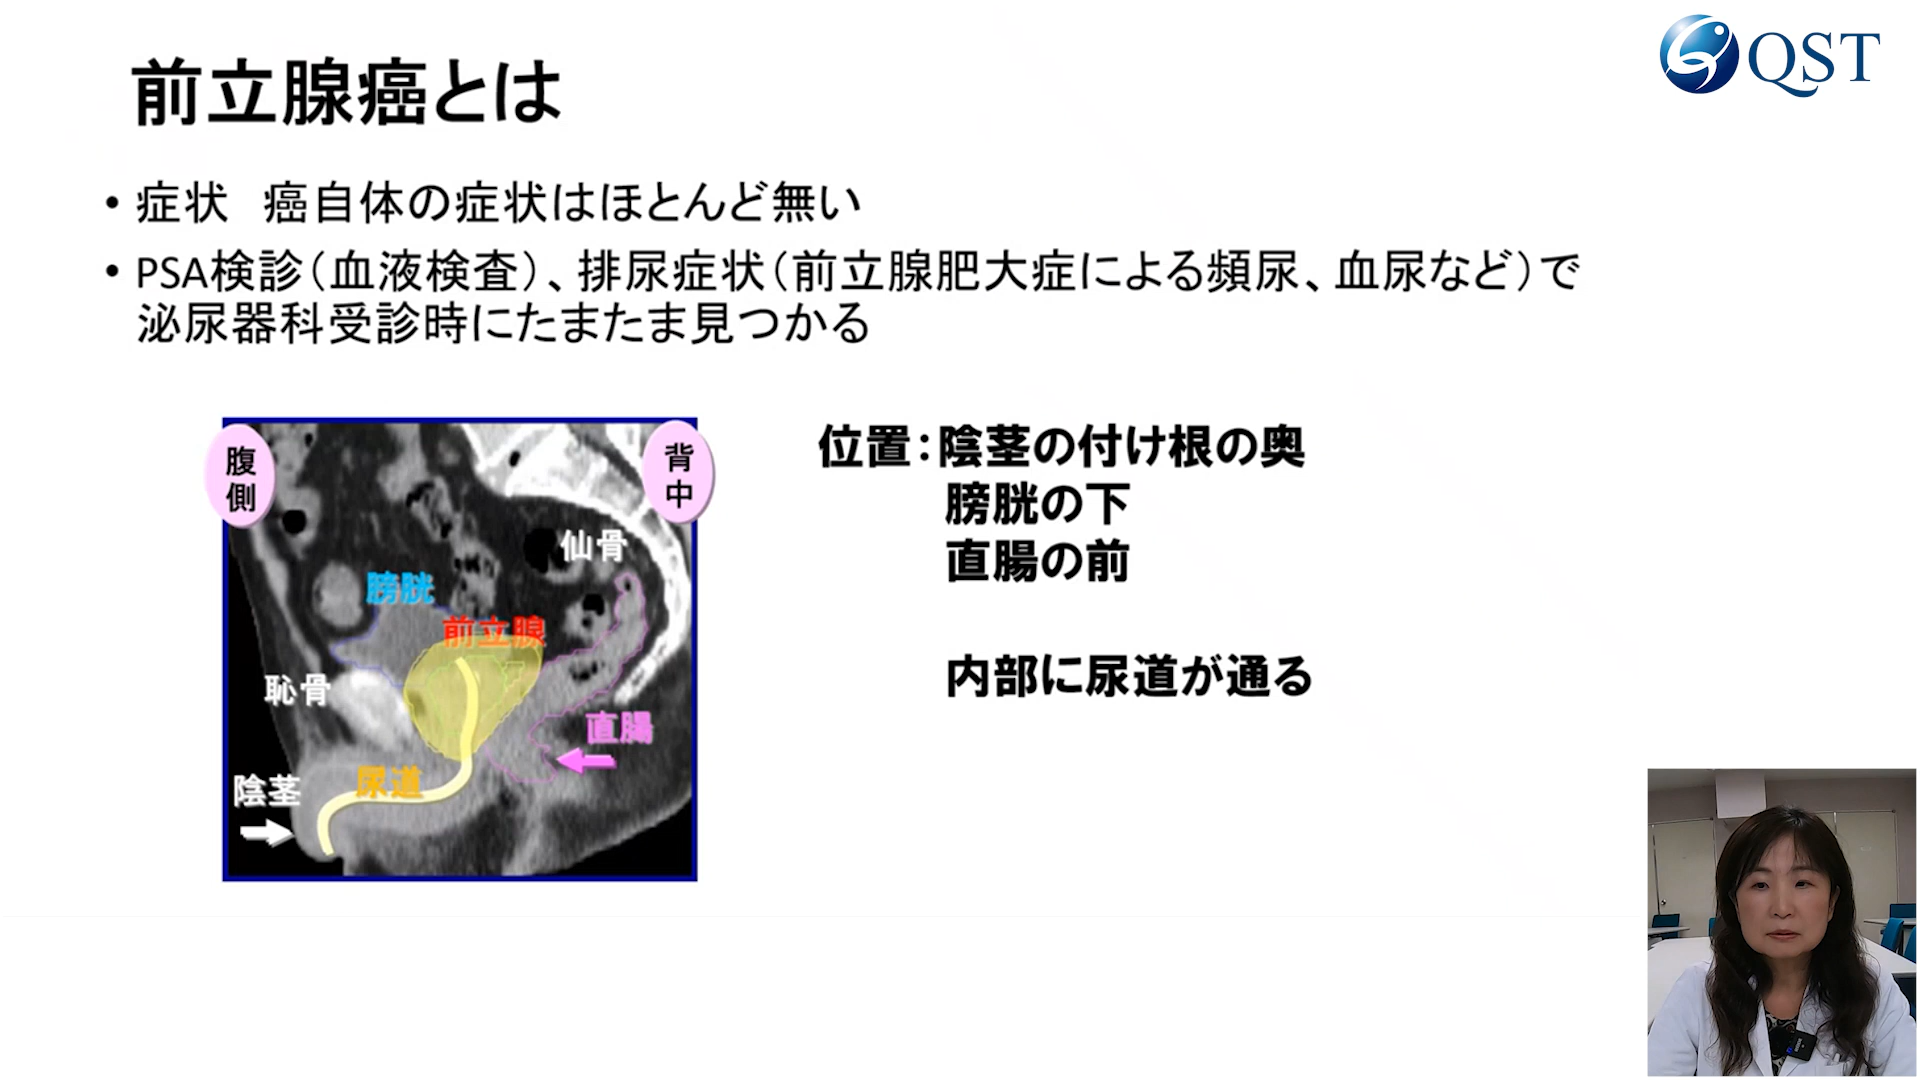 QST
前立腺癌とは
• 症状　癌自体の症状はほとんど無い
• PSA検診（血液検査）、排尿症状（前立腺肥大症による頻尿、血尿など）で
泌尿器科受診時にたまたま見つかる
腹側
背中
仙骨
膀胱
前立腺
恥骨
直腸
尿道
陰茎
位置：陰茎の付け根の奥
膀胱の下
直腸の前
内部に尿道が通る